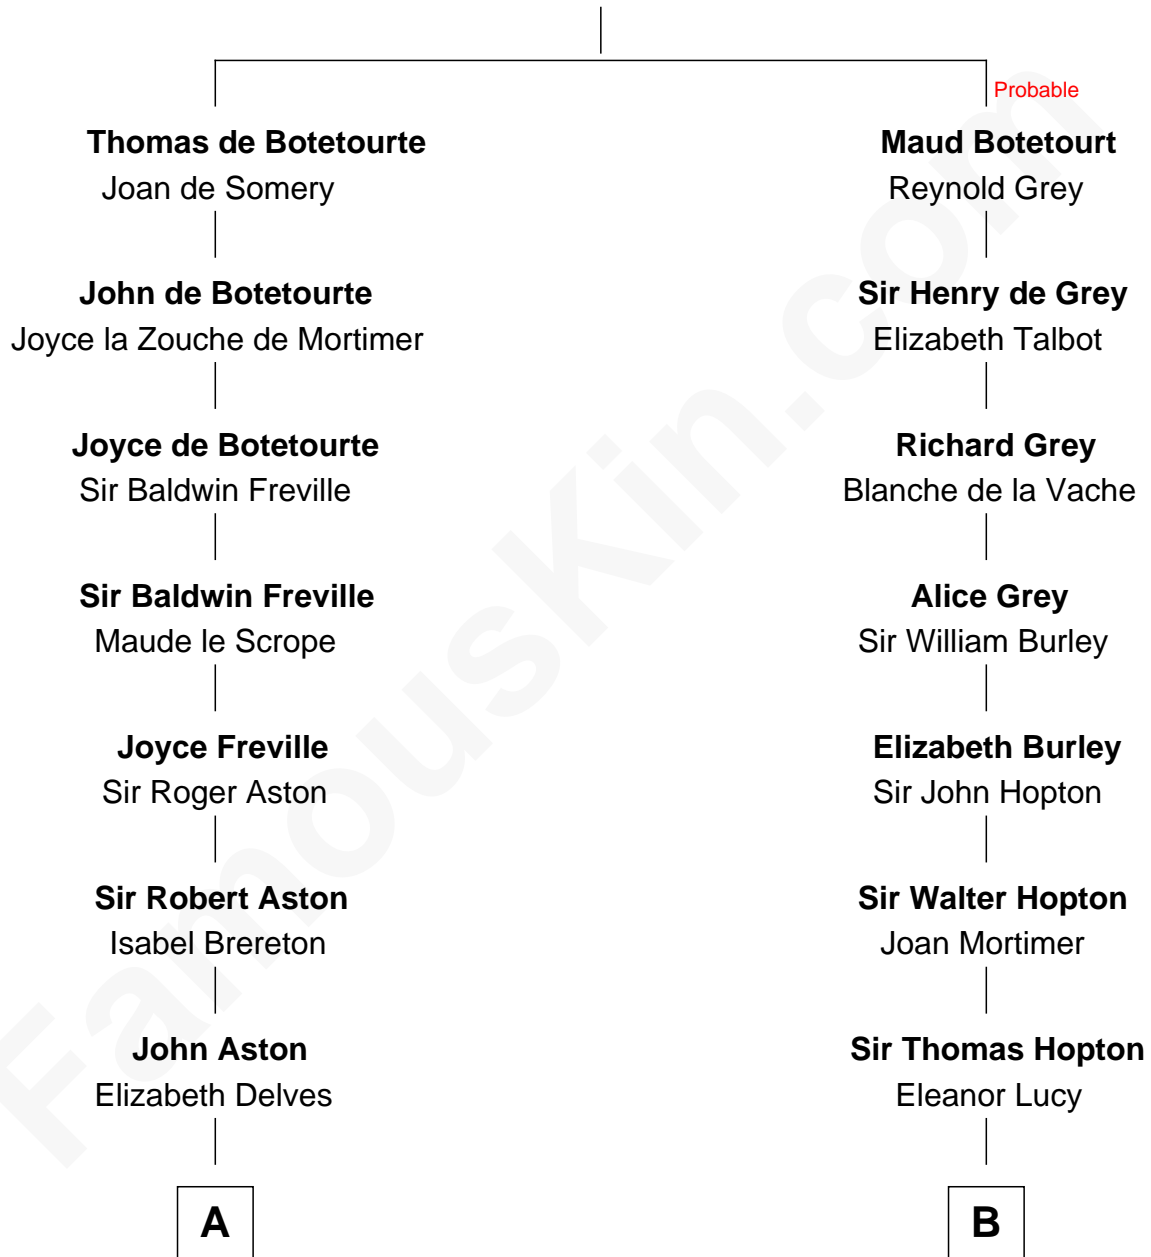 Probable
Thomas de Botetourte
Joan de Somery
Maud Botetourt
Reynold Grey
John de Botetourte
Joyce la Zouche de Mortimer
Sir Henry de Grey
Elizabeth Talbot
Joyce de Botetourte
Sir Baldwin Freville
Richard Grey
Blanche de la Vache
Sir Baldwin Freville
Maude le Scrope
Alice Grey
Sir William Burley
Joyce Freville
Sir Roger Aston
Elizabeth Burley
Sir John Hopton
Sir Robert Aston
Isabel Brereton
Sir Walter Hopton
Joan Mortimer
John Aston
Elizabeth Delves
Sir Thomas Hopton
Eleanor Lucy
A
B
FamousKin.com